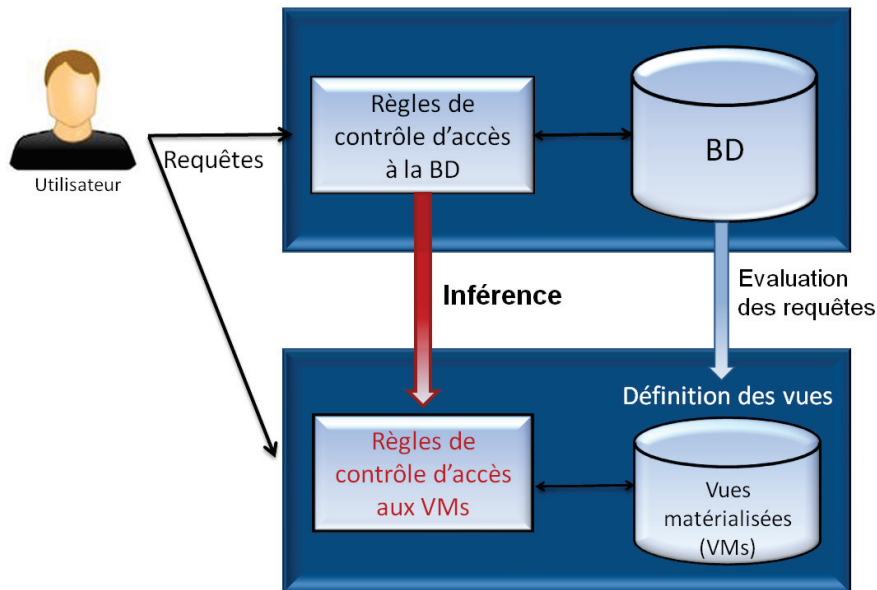 Utilisateur
Requêtes
Règles de
contrôle d'accès
à la BD
BD
Inférence
Evaluation
des requêtes
Définition des vues
Règles de
contrôle d'accès
aux VMs
Vues
matérialisées
(VMs)